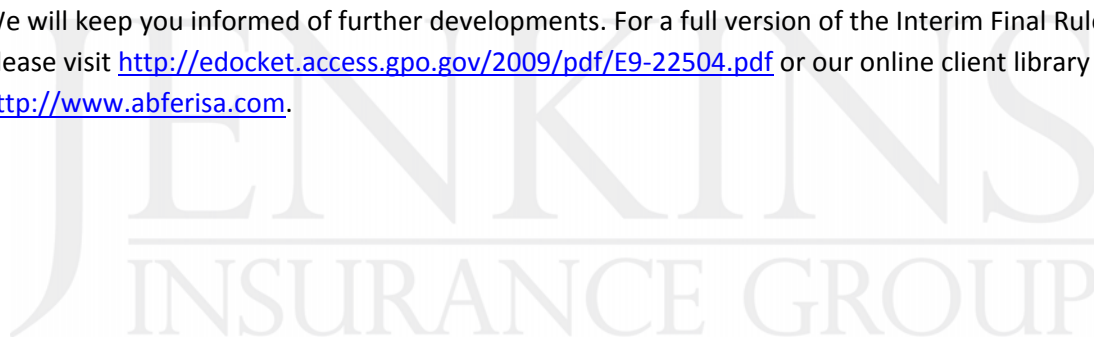 e will keep you informed of further developments. For a full version of the Interim Final Rule
lease visit http://edocket.access.gpo.gov/2009/pdf/E9-22504.pdf or our online client library
ttp://www.abferisa.com.
JENKINS
INSURANCE GROUP